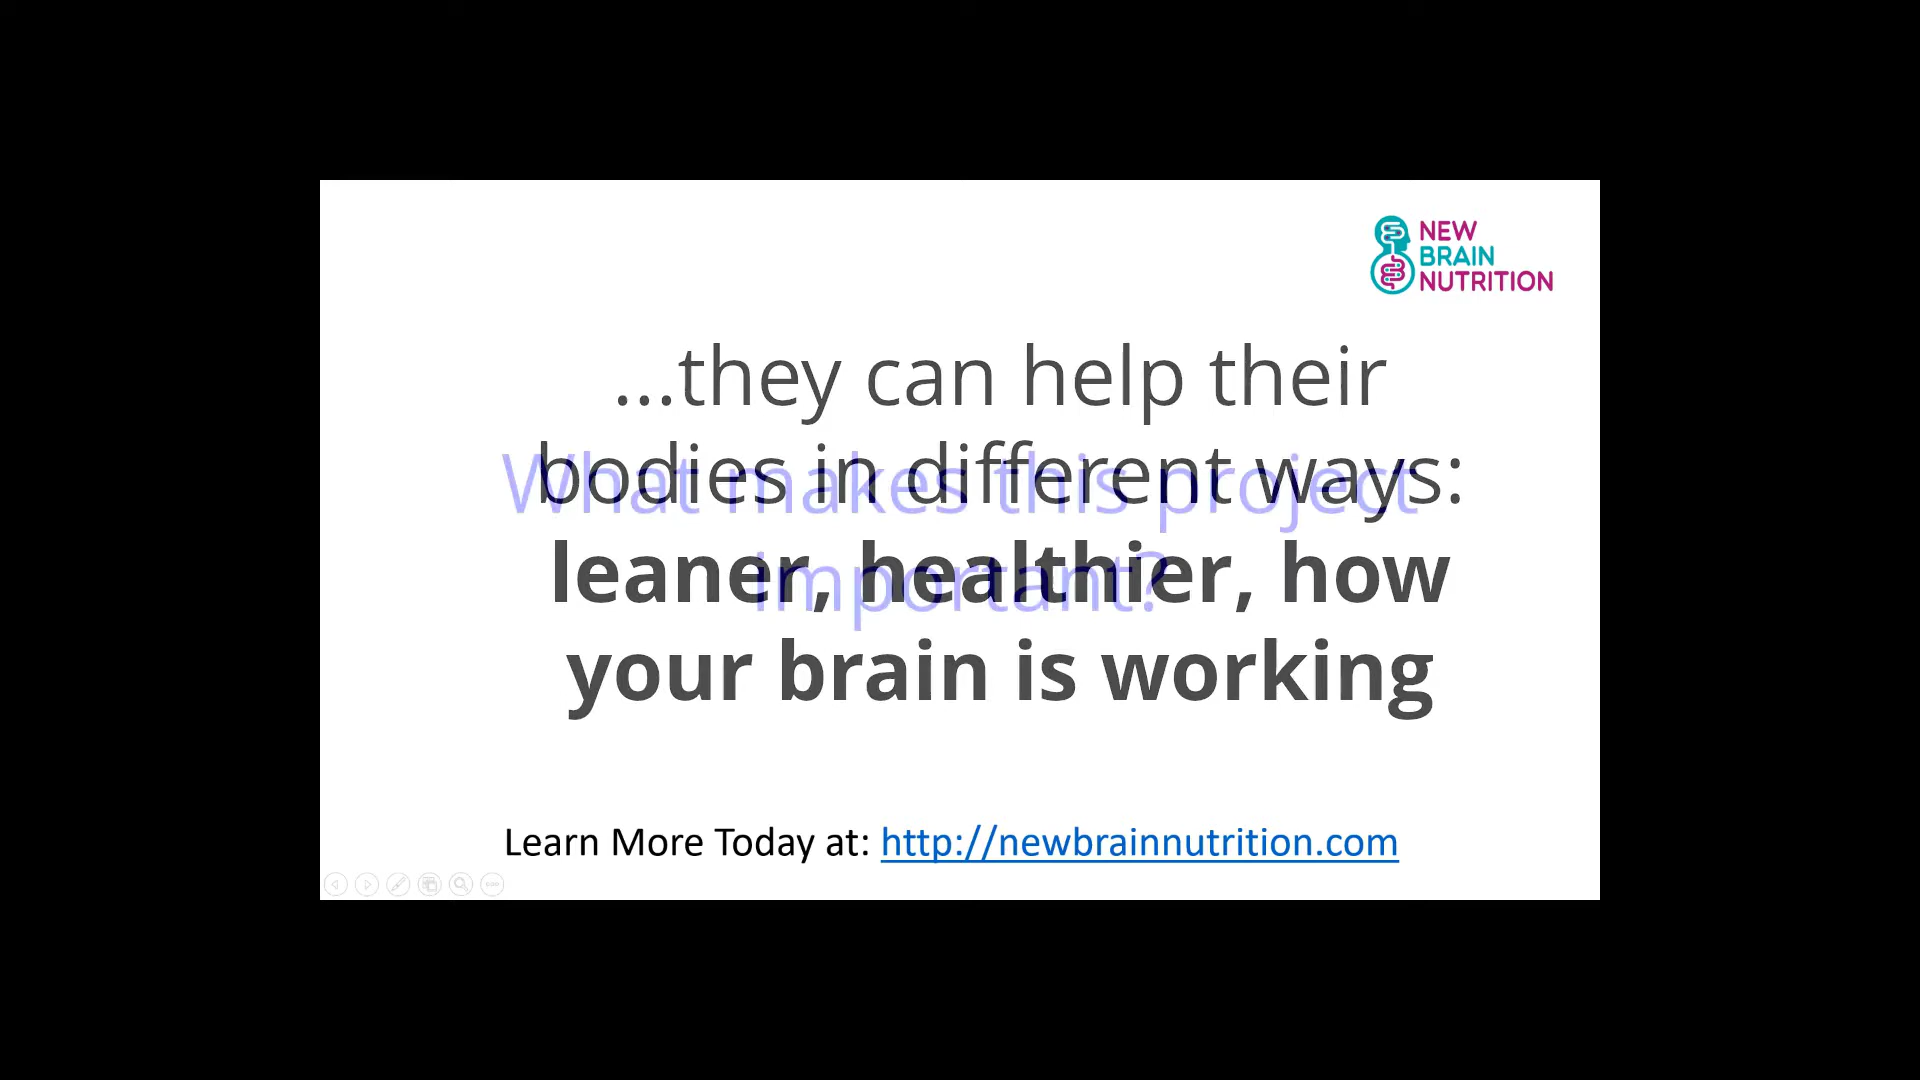 NEW
BRAIN
NUTRITION
...they can help their
bodies in different ways:
leaner, healthier, how
your brain is working
What makes this project
important?
Learn More Today at: http://newbrainnutrition.com